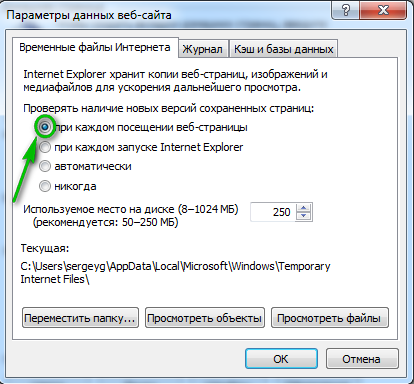 Параметры данных веб-сайта
Временные файлы Интернета
Журнал
Кэш и базы данных
Internet Explorer хранит копии веб-страниц, изображений и
медиафайлов для ускорения дальнейшего просмотра.
Проверять наличие новых версий сохраненных страниц:
при каждом посещении веб-страницы
при каждом запуске Internet Explorer
автоматически
никогда
Используемое место на диске (8–1024 МБ)
250
(рекомендуется: 50–250 МБ)
Текущая:
C:\Users\sergeyg\AppData\Local\Microsoft\Windows\Temporary
Internet Files\
Переместить папку...
Просмотреть объекты
Просмотреть файлы
ОК
Отмена